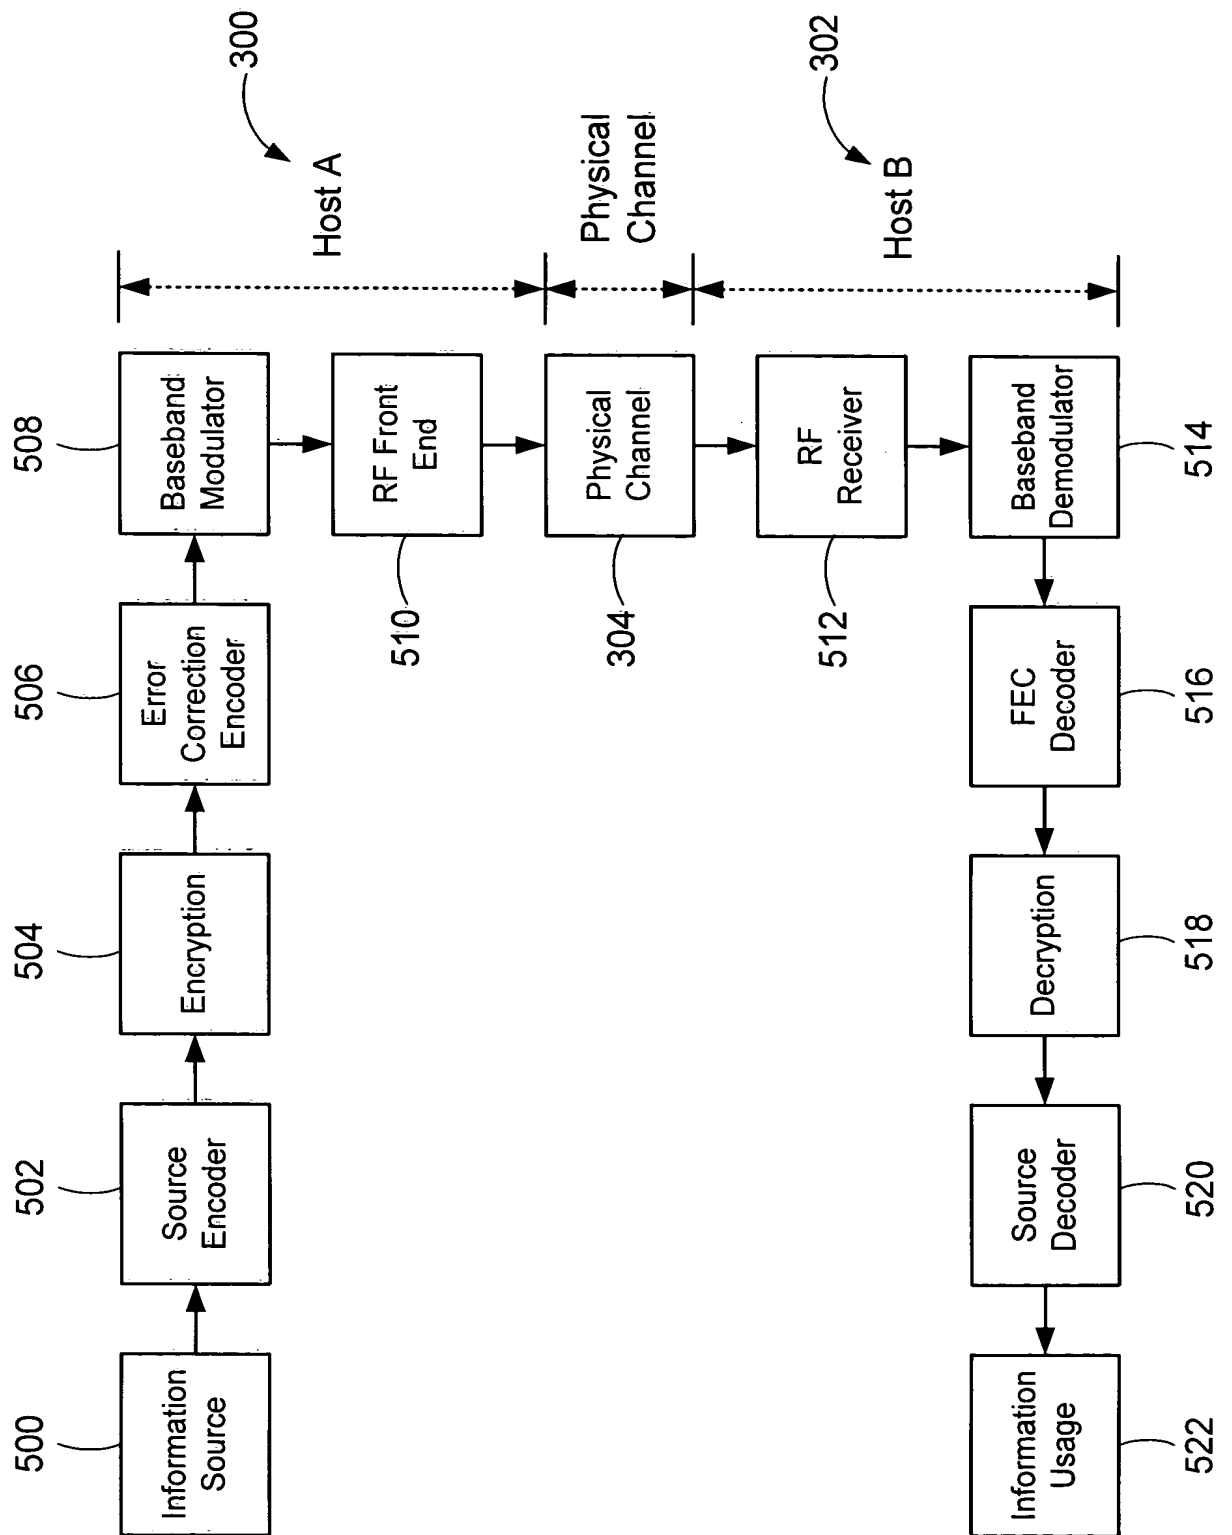 500
Information
Source
502
Source
Encoder
504
Encryption
506
Error
Correction
Encoder
508
Baseband
Modulator
510
RF Front
End
304
Physical
Channel
512
RF
Receiver
Baseband
Demodulator
514
FEC
Decoder
516
Decryption
518
Source
Decoder
520
Information
Usage
522
300
Host A
Physical
Channel
302
Host B